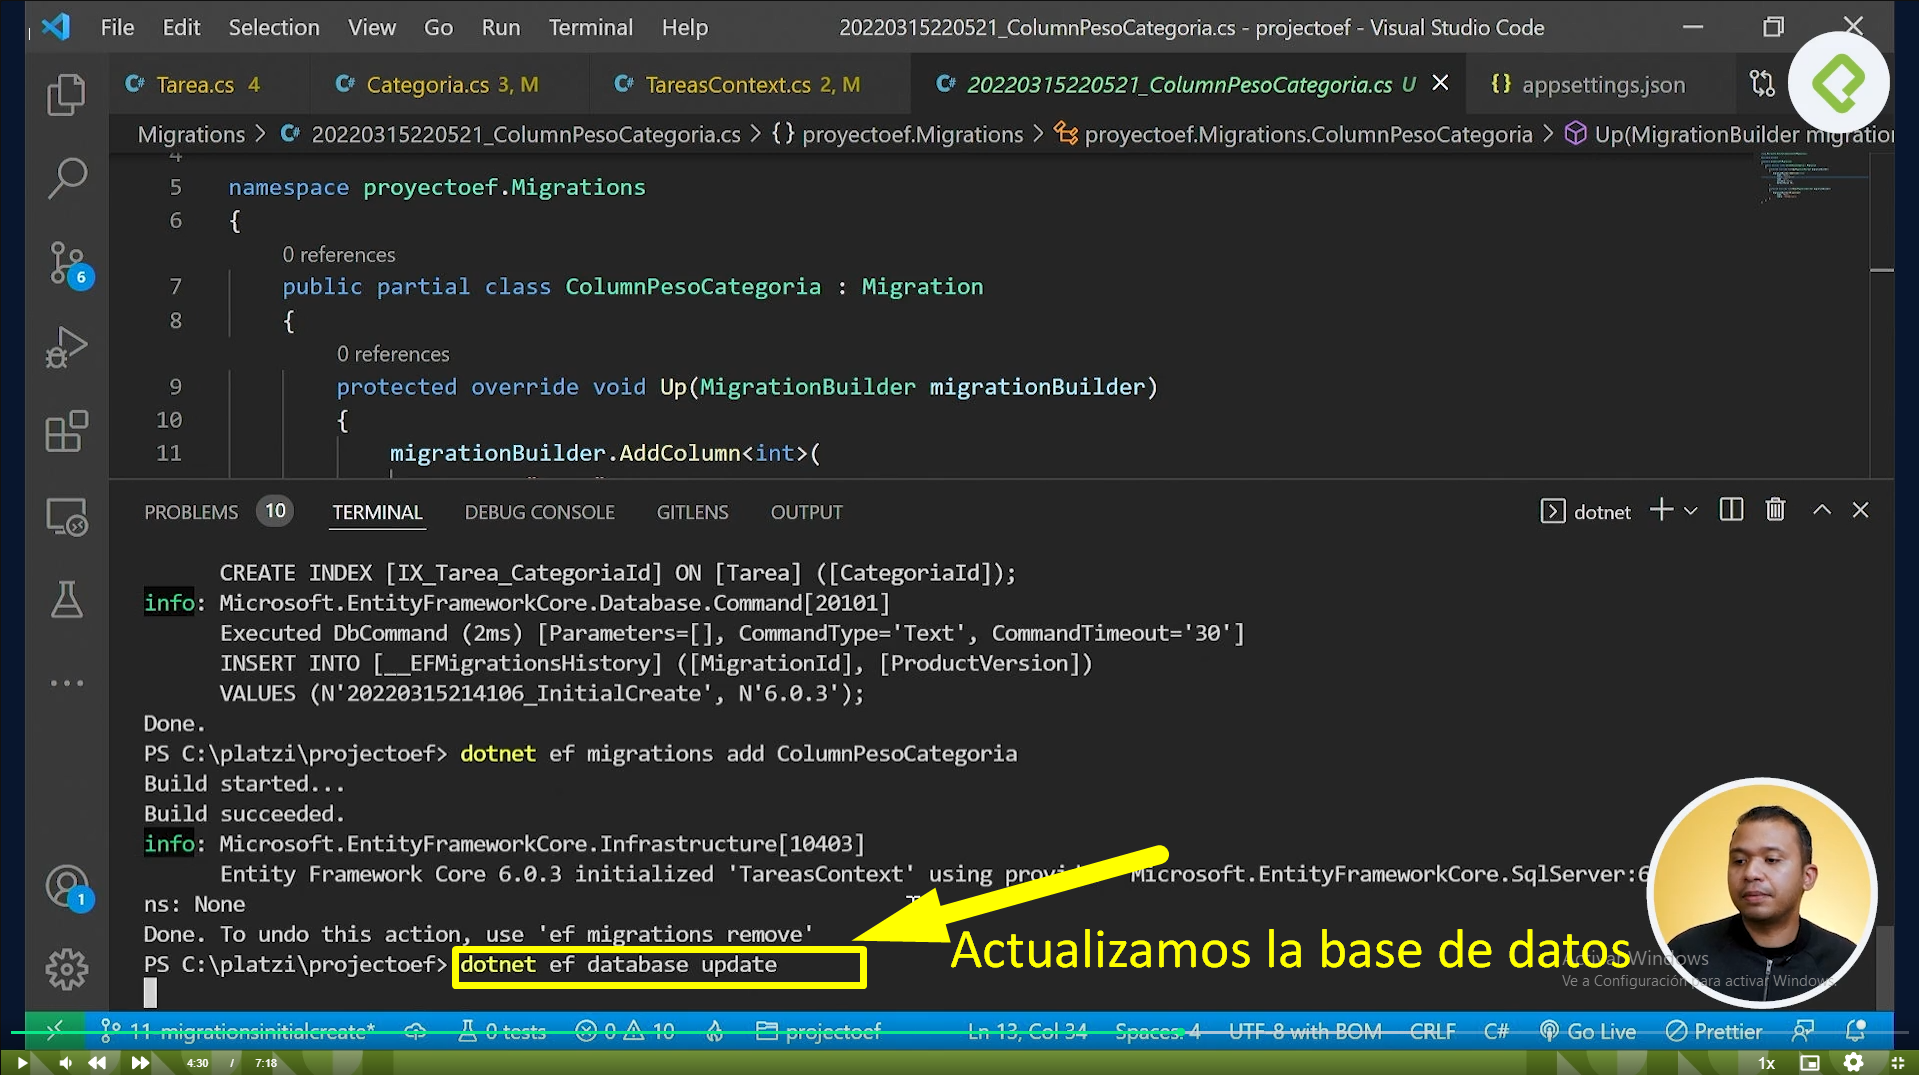 File Edit Selection View Go Run Terminal Help 20220315220521_ColumnPesoCategoria.cs - projectoef - Visual Studio Code
C# Tarea.cs 4 C# Categoria.cs 3, M C# TareasContext.cs 2, M C# 20220315220521_ColumnPesoCategoria.cs U {} appsettings.json
Migrations > C# 20220315220521_ColumnPesoCategoria.cs > {} proyectoef.Migrations > proyectoef.Migrations.ColumnPesoCategoria > Up(MigrationBuilder migration
4
5 namespace proyectoef.Migrations
6 {
0 references
7 public partial class ColumnPesoCategoria : Migration
8 {
0 references
9 protected override void Up(MigrationBuilder migrationBuilder)
10 {
11 migrationBuilder.AddColumn<int>(
6
PROBLEMS 10 TERMINAL DEBUG CONSOLE GITLENS OUTPUT dotnet
CREATE INDEX [IX_Tarea_CategoriaId] ON [Tarea] ([CategoriaId]);
info: Microsoft.EntityFrameworkCore.Database.Command[20101]
Executed DbCommand (2ms) [Parameters=[], CommandType='Text', CommandTimeout='30']
INSERT INTO [__EFMigrationsHistory] ([MigrationId], [ProductVersion])
VALUES (N'20220315214106_InitialCreate', N'6.0.3');
Done.
PS C:\platzi\projectoef> dotnet ef migrations add ColumnPesoCategoria
Build started...
Build succeeded.
info: Microsoft.EntityFrameworkCore.Infrastructure[10403]
Entity Framework Core 6.0.3 initialized 'TareasContext' using Microsoft.EntityFrameworkCore.SqlServer:6
ns: None
Done. To undo this action, use 'ef migrations remove'
PS C:\platzi\projectoef> dotnet ef database update
Actualizamos la base de datos
Activar Windows
Ve a Configuración para activar Windows.
1
11-migrationsinitialcreate* 0 tests 0 10 projectoef Ln 13, Col 34 Spaces: 4 UTF-8 with BOM CRLF C# Go Live Prettier
4:30 / 7:18 1x